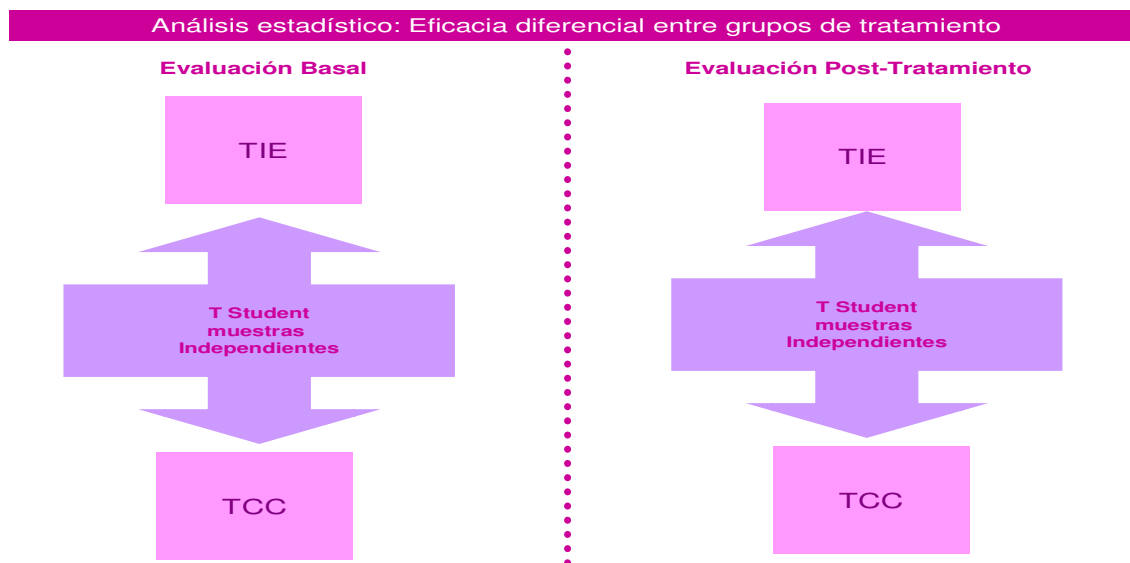 Análisis estadístico: Eficacia diferencial entre grupos de tratamiento
Evaluación Basal
TIE
T Student
muestras
Independientes
TCC
Evaluación Post-Tratamiento
TIE
T Student
muestras
Independientes
TCC